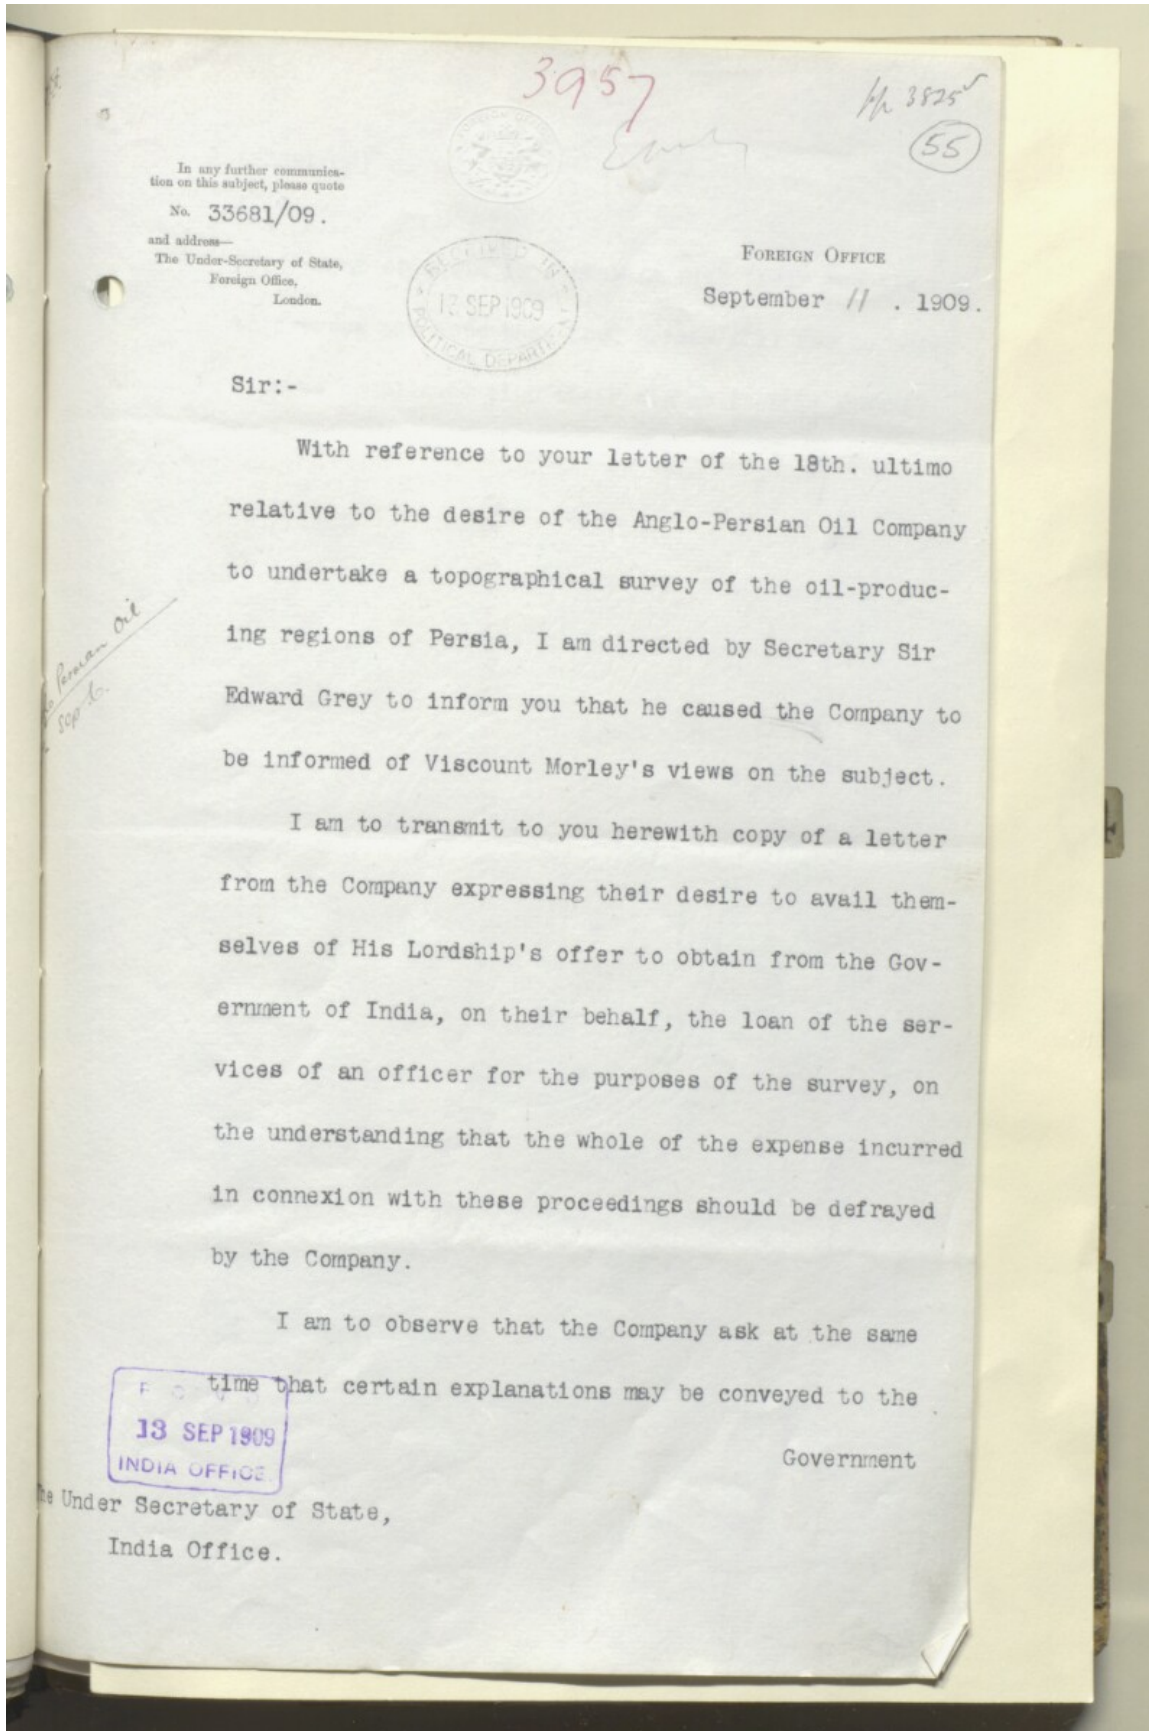 3957
3825
55
In any further communica-
tion on this subject, please quote
No. 33681/09.
and address—
The Under-Secretary of State,
Foreign Office,
London.
RECEIVED IN
13 SEP 1909
POLITICAL DEPARTMENT
FOREIGN OFFICE
September 11 . 1909.
Sir:-
With reference to your letter of the 18th. ultimo
relative to the desire of the Anglo-Persian Oil Company
to undertake a topographical survey of the oil-produc-
ing regions of Persia, I am directed by Secretary Sir
Edward Grey to inform you that he caused the Company to
be informed of Viscount Morley's views on the subject.
Persian Oil
Sep 6.
I am to transmit to you herewith copy of a letter
from the Company expressing their desire to avail them-
selves of His Lordship's offer to obtain from the Gov-
ernment of India, on their behalf, the loan of the ser-
vices of an officer for the purposes of the survey, on
the understanding that the whole of the expense incurred
in connexion with these proceedings should be defrayed
by the Company.
I am to observe that the Company ask at the same
time that certain explanations may be conveyed to the
Government
13 SEP 1909
INDIA OFFICE
The Under Secretary of State,
India Office.